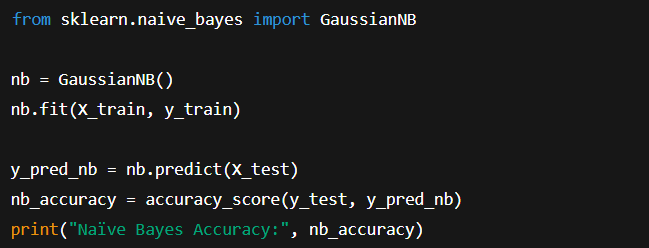 from sklearn.naive_bayes import GaussianNB
nb = GaussianNB()
nb.fit(X_train, y_train)
y_pred_nb = nb.predict(X_test)
nb_accuracy = accuracy_score(y_test, y_pred_nb)
print("Naïve Bayes Accuracy:", nb_accuracy)